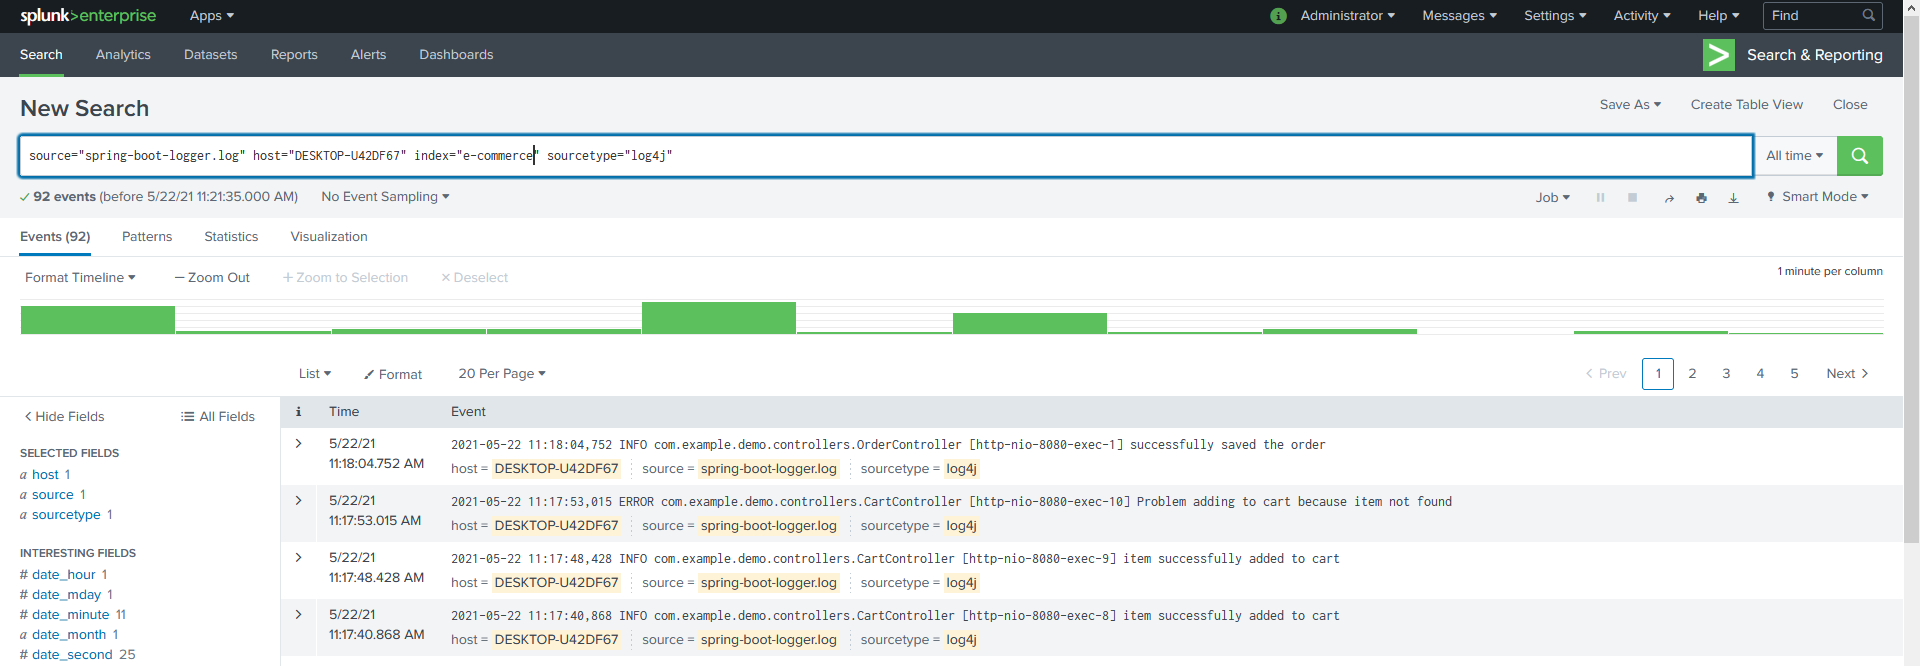 splunk>enterprise Apps Administrator Messages Settings Activity Help Find
Search Analytics Datasets Reports Alerts Dashboards Search & Reporting
New Search Save As Create Table View Close
source="spring-boot-logger.log" host="DESKTOP-U42DF67" index="e-commerce" sourcetype="log4j" All time
92 events (before 5/22/21 11:21:35.000 AM) No Event Sampling Job Smart Mode
Events (92) Patterns Statistics Visualization
Format Timeline — Zoom Out + Zoom to Selection × Deselect 1 minute per column
List Format 20 Per Page < Prev 1 2 3 4 5 Next >
< Hide Fields All Fields
SELECTED FIELDS
a host 1
a source 1
a sourcetype 1
INTERESTING FIELDS
# date_hour 1
# date_mday 1
# date_minute 11
a date_month 1
# date_second 25
i Time Event
> 5/22/21 2021-05-22 11:18:04,752 INFO com.example.demo.controllers.OrderController [http-nio-8080-exec-1] successfully saved the order
11:18:04.752 AM host = DESKTOP-U42DF67 source = spring-boot-logger.log sourcetype = log4j
> 5/22/21 2021-05-22 11:17:53,015 ERROR com.example.demo.controllers.CartController [http-nio-8080-exec-10] Problem adding to cart because item not found
11:17:53.015 AM host = DESKTOP-U42DF67 source = spring-boot-logger.log sourcetype = log4j
> 5/22/21 2021-05-22 11:17:48,428 INFO com.example.demo.controllers.CartController [http-nio-8080-exec-9] item successfully added to cart
11:17:48.428 AM host = DESKTOP-U42DF67 source = spring-boot-logger.log sourcetype = log4j
> 5/22/21 2021-05-22 11:17:40,868 INFO com.example.demo.controllers.CartController [http-nio-8080-exec-8] item successfully added to cart
11:17:40.868 AM host = DESKTOP-U42DF67 source = spring-boot-logger.log sourcetype = log4j